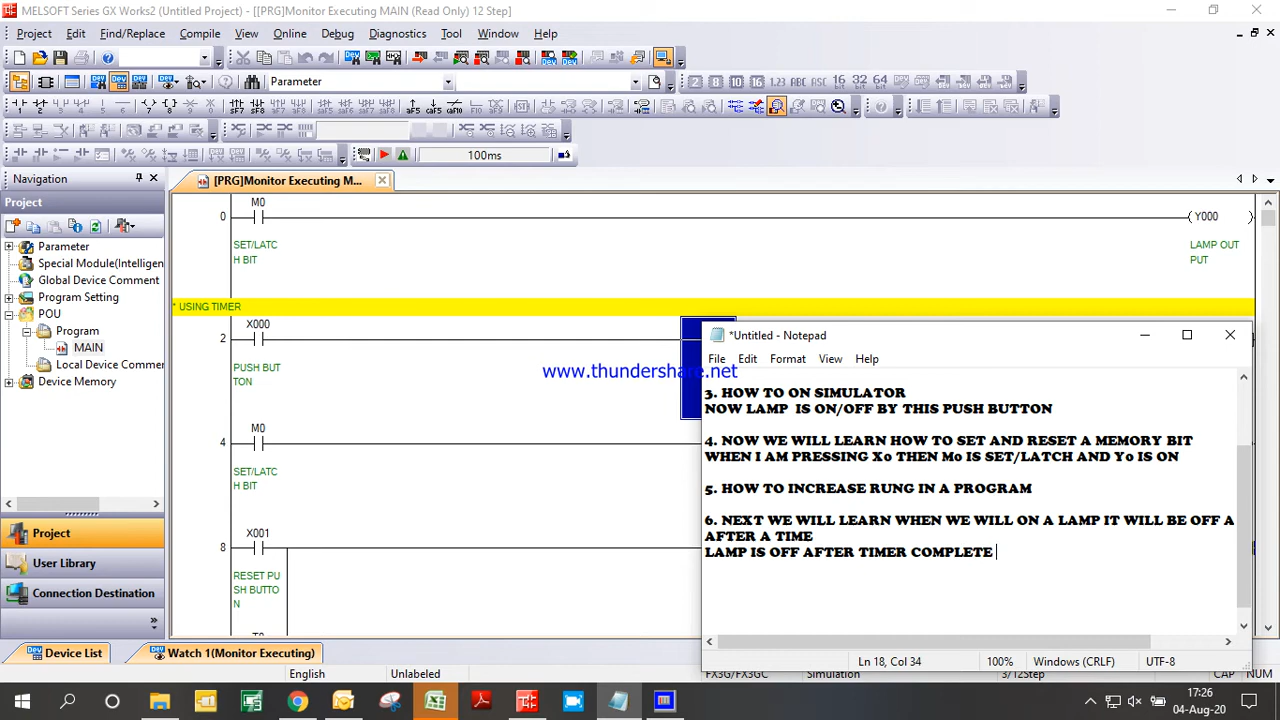 MELSOFT Series GX Works2 (Untitled Project) - [[PRG]Monitor Executing MAIN (Read Only) 12 Step]
Project Edit Find/Replace Compile View Online Debug Diagnostics Tool Window Help
Parameter
100ms
Navigation
[PRG]Monitor Executing M...
Project
Parameter
Special Module(Intelligen
Global Device Comment
Program Setting
POU
Program
MAIN
Local Device Commer
Device Memory
Project
User Library
Connection Destination
0
M0
Y000
SET/LATC
H BIT
LAMP OUT
PUT
* USING TIMER
2
X000
PUSH BUT
TON
www.thundershare.net
4
M0
SET/LATC
H BIT
8
X001
RESET PU
SH BUTTO
N
*Untitled - Notepad
File Edit Format View Help
3. HOW TO ON SIMULATOR
NOW LAMP IS ON/OFF BY THIS PUSH BUTTON
4. NOW WE WILL LEARN HOW TO SET AND RESET A MEMORY BIT
WHEN I AM PRESSING X0 THEN M0 IS SET/LATCH AND Y0 IS ON
5. HOW TO INCREASE RUNG IN A PROGRAM
6. NEXT WE WILL LEARN WHEN WE WILL ON A LAMP IT WILL BE OFF A
AFTER A TIME
LAMP IS OFF AFTER TIMER COMPLETE
Ln 18, Col 34 100% Windows (CRLF) UTF-8
Device List
Watch 1(Monitor Executing)
English Unlabeled FX3G/FX3GC Simulation 3/12Step CAP NUM
17:26
04-Aug-20